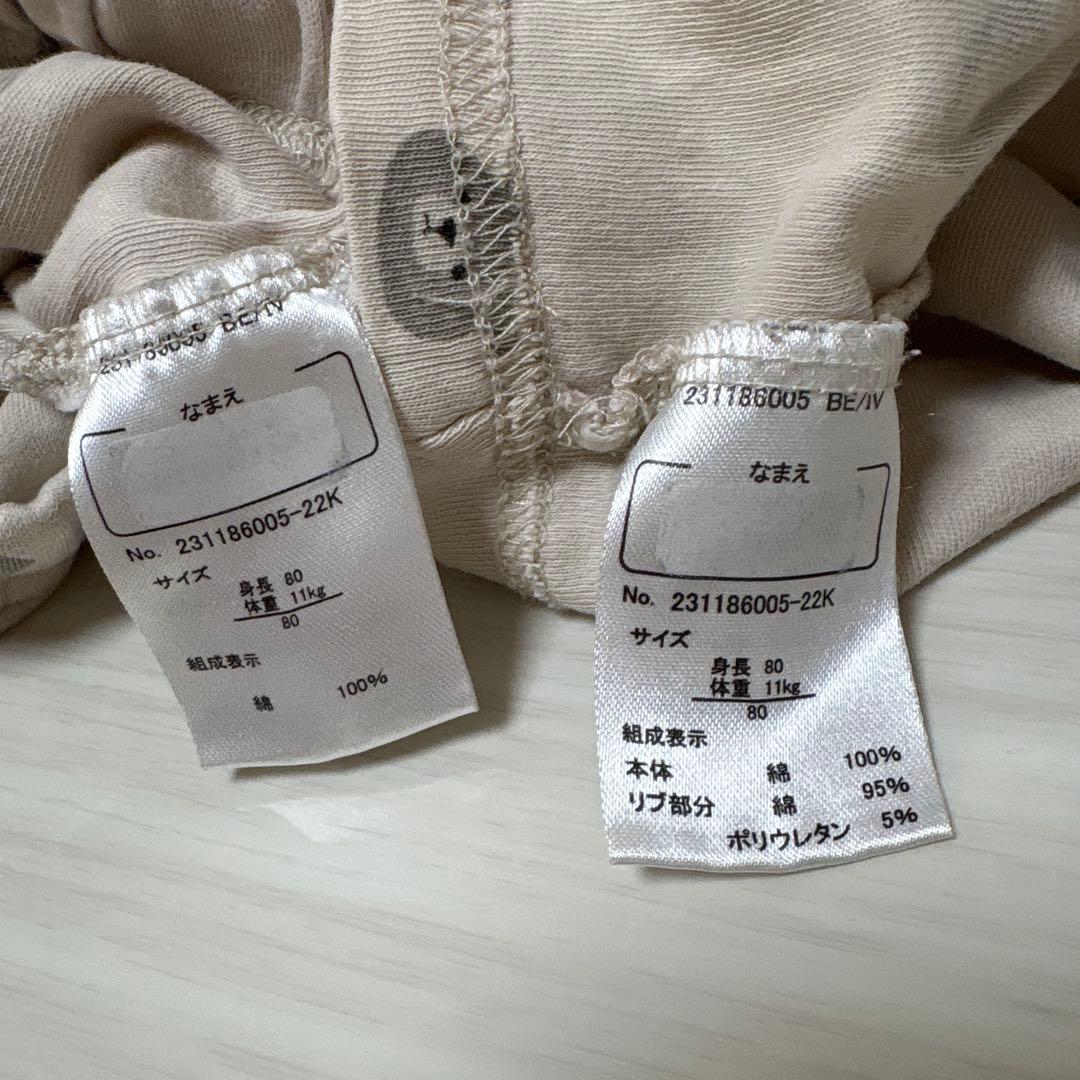 BE/IV
なまえ
No. 231186005-22K
サイズ
身長 80
体重 11kg
80
組成表示
綿 100%
231186005 BE/IV
なまえ
No. 231186005-22K
サイズ
身長 80
体重 11kg
80
組成表示
本体 綿 100%
リブ部分 綿 95%
ポリウレタン 5%